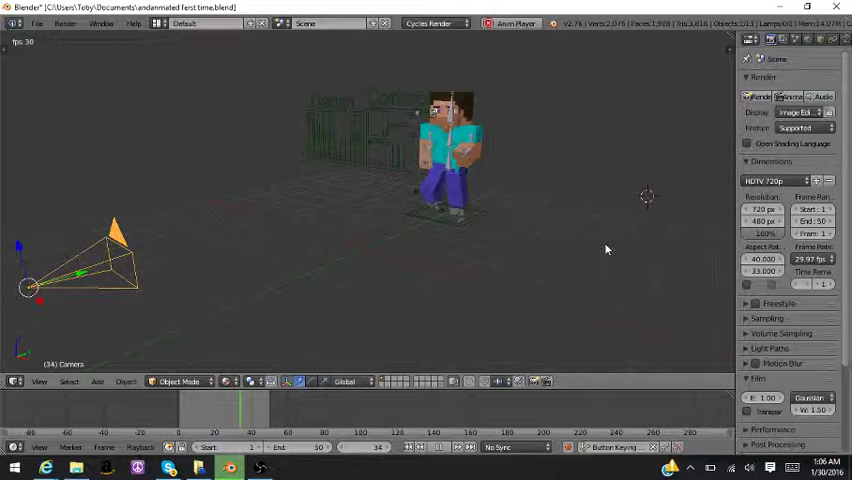 Blender* [C:\Users\Toby\Documents\andanmated ferst time.blend]
File Render Window Help Default Scene Cycles Render Anim Player v2.76 | Verts:2,075 | Faces:1,908 | Tris:3,816 | Objects:1/13 | Lamps:0/0 | Mem:14.07M
fps: 30
Scene
Render
Render Anima Audio
Display: Image Edi...
Feature Supported
Open Shading Language
Dimensions
HDTV 720p
Resolution: Frame Ran
720 px Start: 1
480 px End: 50
100% Fram: 1
Aspect Rat Frame Rate
40.000 29.97 fps
33.000 Time Rema
1
Freestyle
Sampling
Volume Sampling
Light Paths
Motion Blur
Film
E: 1.00 Gaussian
Transpar W: 1.50
Performance
Post Processing
(34) Camera
View Select Add Object Object Mode Global
-80 -60 -40 -20 0 20 40 60 80 100 120 140 160 180 200 220 240 260 280
View Marker Frame Playback Start: 1 End: 50 34 No Sync Button Keying ...
1:06 AM
1/30/2016